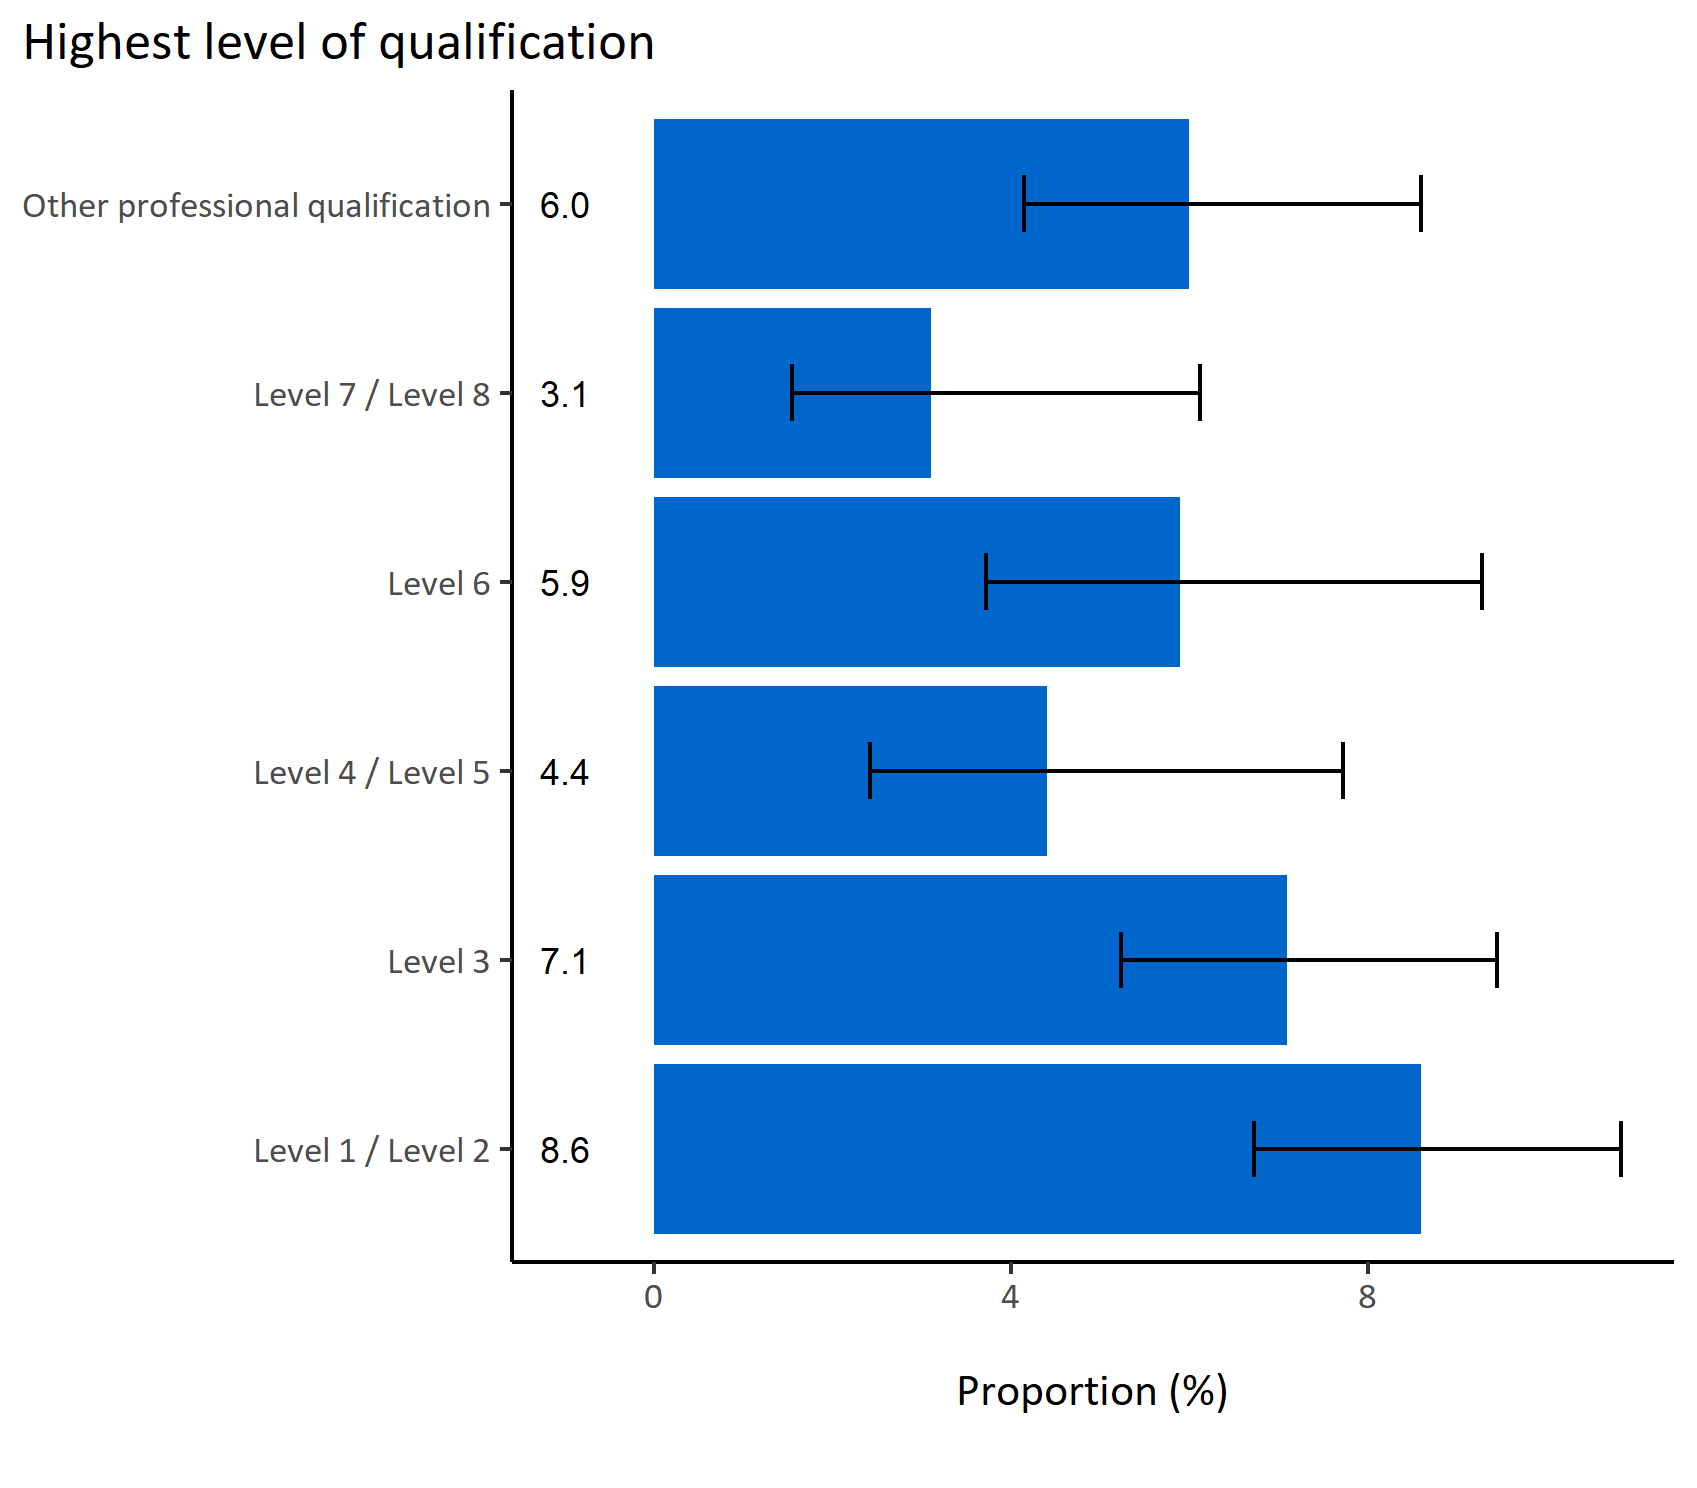 Highest level of qualification
Other professional qualification 6.0
Level 7 / Level 8 3.1
Level 6 5.9
Level 4 / Level 5 4.4
Level 3 7.1
Level 1 / Level 2 8.6
0 4 8
Proportion (%)